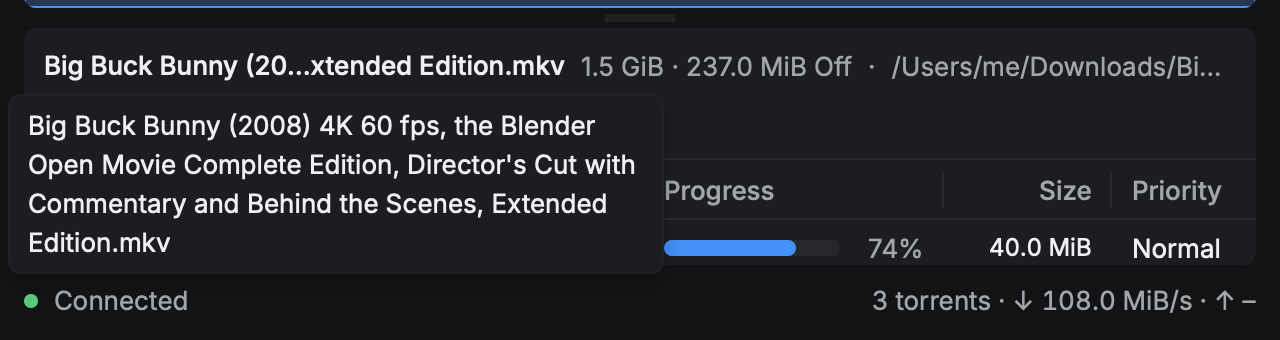 Big Buck Bunny (20...xtended Edition.mkv 1.5 GiB · 237.0 MiB Off · /Users/me/Downloads/Bi...
Big Buck Bunny (2008) 4K 60 fps, the Blender
Open Movie Complete Edition, Director's Cut with
Commentary and Behind the Scenes, Extended
Edition.mkv
Progress Size Priority
74% 40.0 MiB Normal
Connected 3 torrents · ↓ 108.0 MiB/s · ↑ –